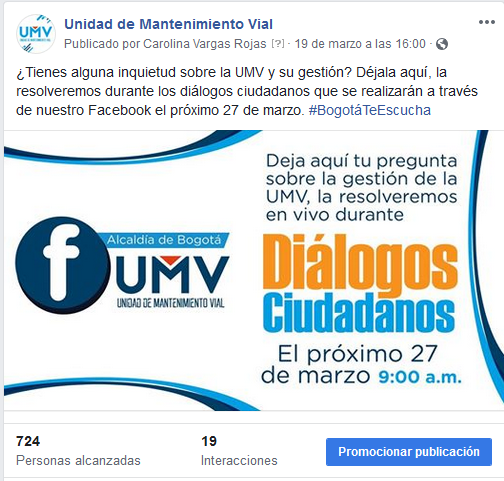 UMV
UNIDAD DE MANTENIMIENTO VIAL
Unidad de Mantenimiento Vial
Publicado por Carolina Vargas Rojas [?] · 19 de marzo a las 16:00 ·
¿Tienes alguna inquietud sobre la UMV y su gestión? Déjala aquí, la
resolveremos durante los diálogos ciudadanos que se realizarán a través
de nuestro Facebook el próximo 27 de marzo. #BogotáTeEscucha
f
Alcaldía de Bogotá
UMV
UNIDAD DE MANTENIMIENTO VIAL
Deja aquí tu pregunta
sobre la gestión de la
UMV, la resolveremos
en vivo durante
Diálogos
Ciudadanos
El próximo 27
de marzo 9:00 a.m.
724
Personas alcanzadas
19
Interacciones
Promocionar publicación